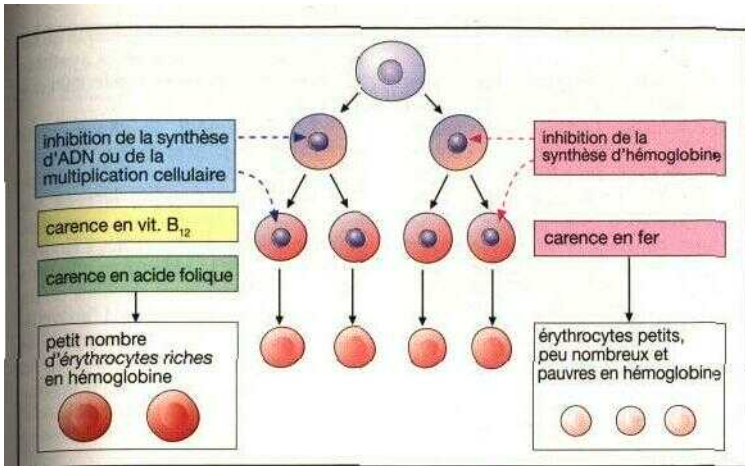 inhibition de la synthèse
d'ADN ou de la
multiplication cellulaire
carence en vit. B₁₂
carence en acide folique
petit nombre
d'érythrocytes riches
en hémoglobine
inhibition de la
synthèse d'hémoglobine
carence en fer
érythrocytes petits,
peu nombreux et
pauvres en hémoglobine